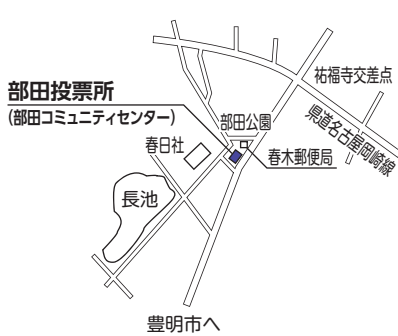 祐福寺交差点
部田投票所
(部田コミュニティセンター)
部田公園
県道名古屋岡崎線
春日社
春木郵便局
長池
豊明市へ